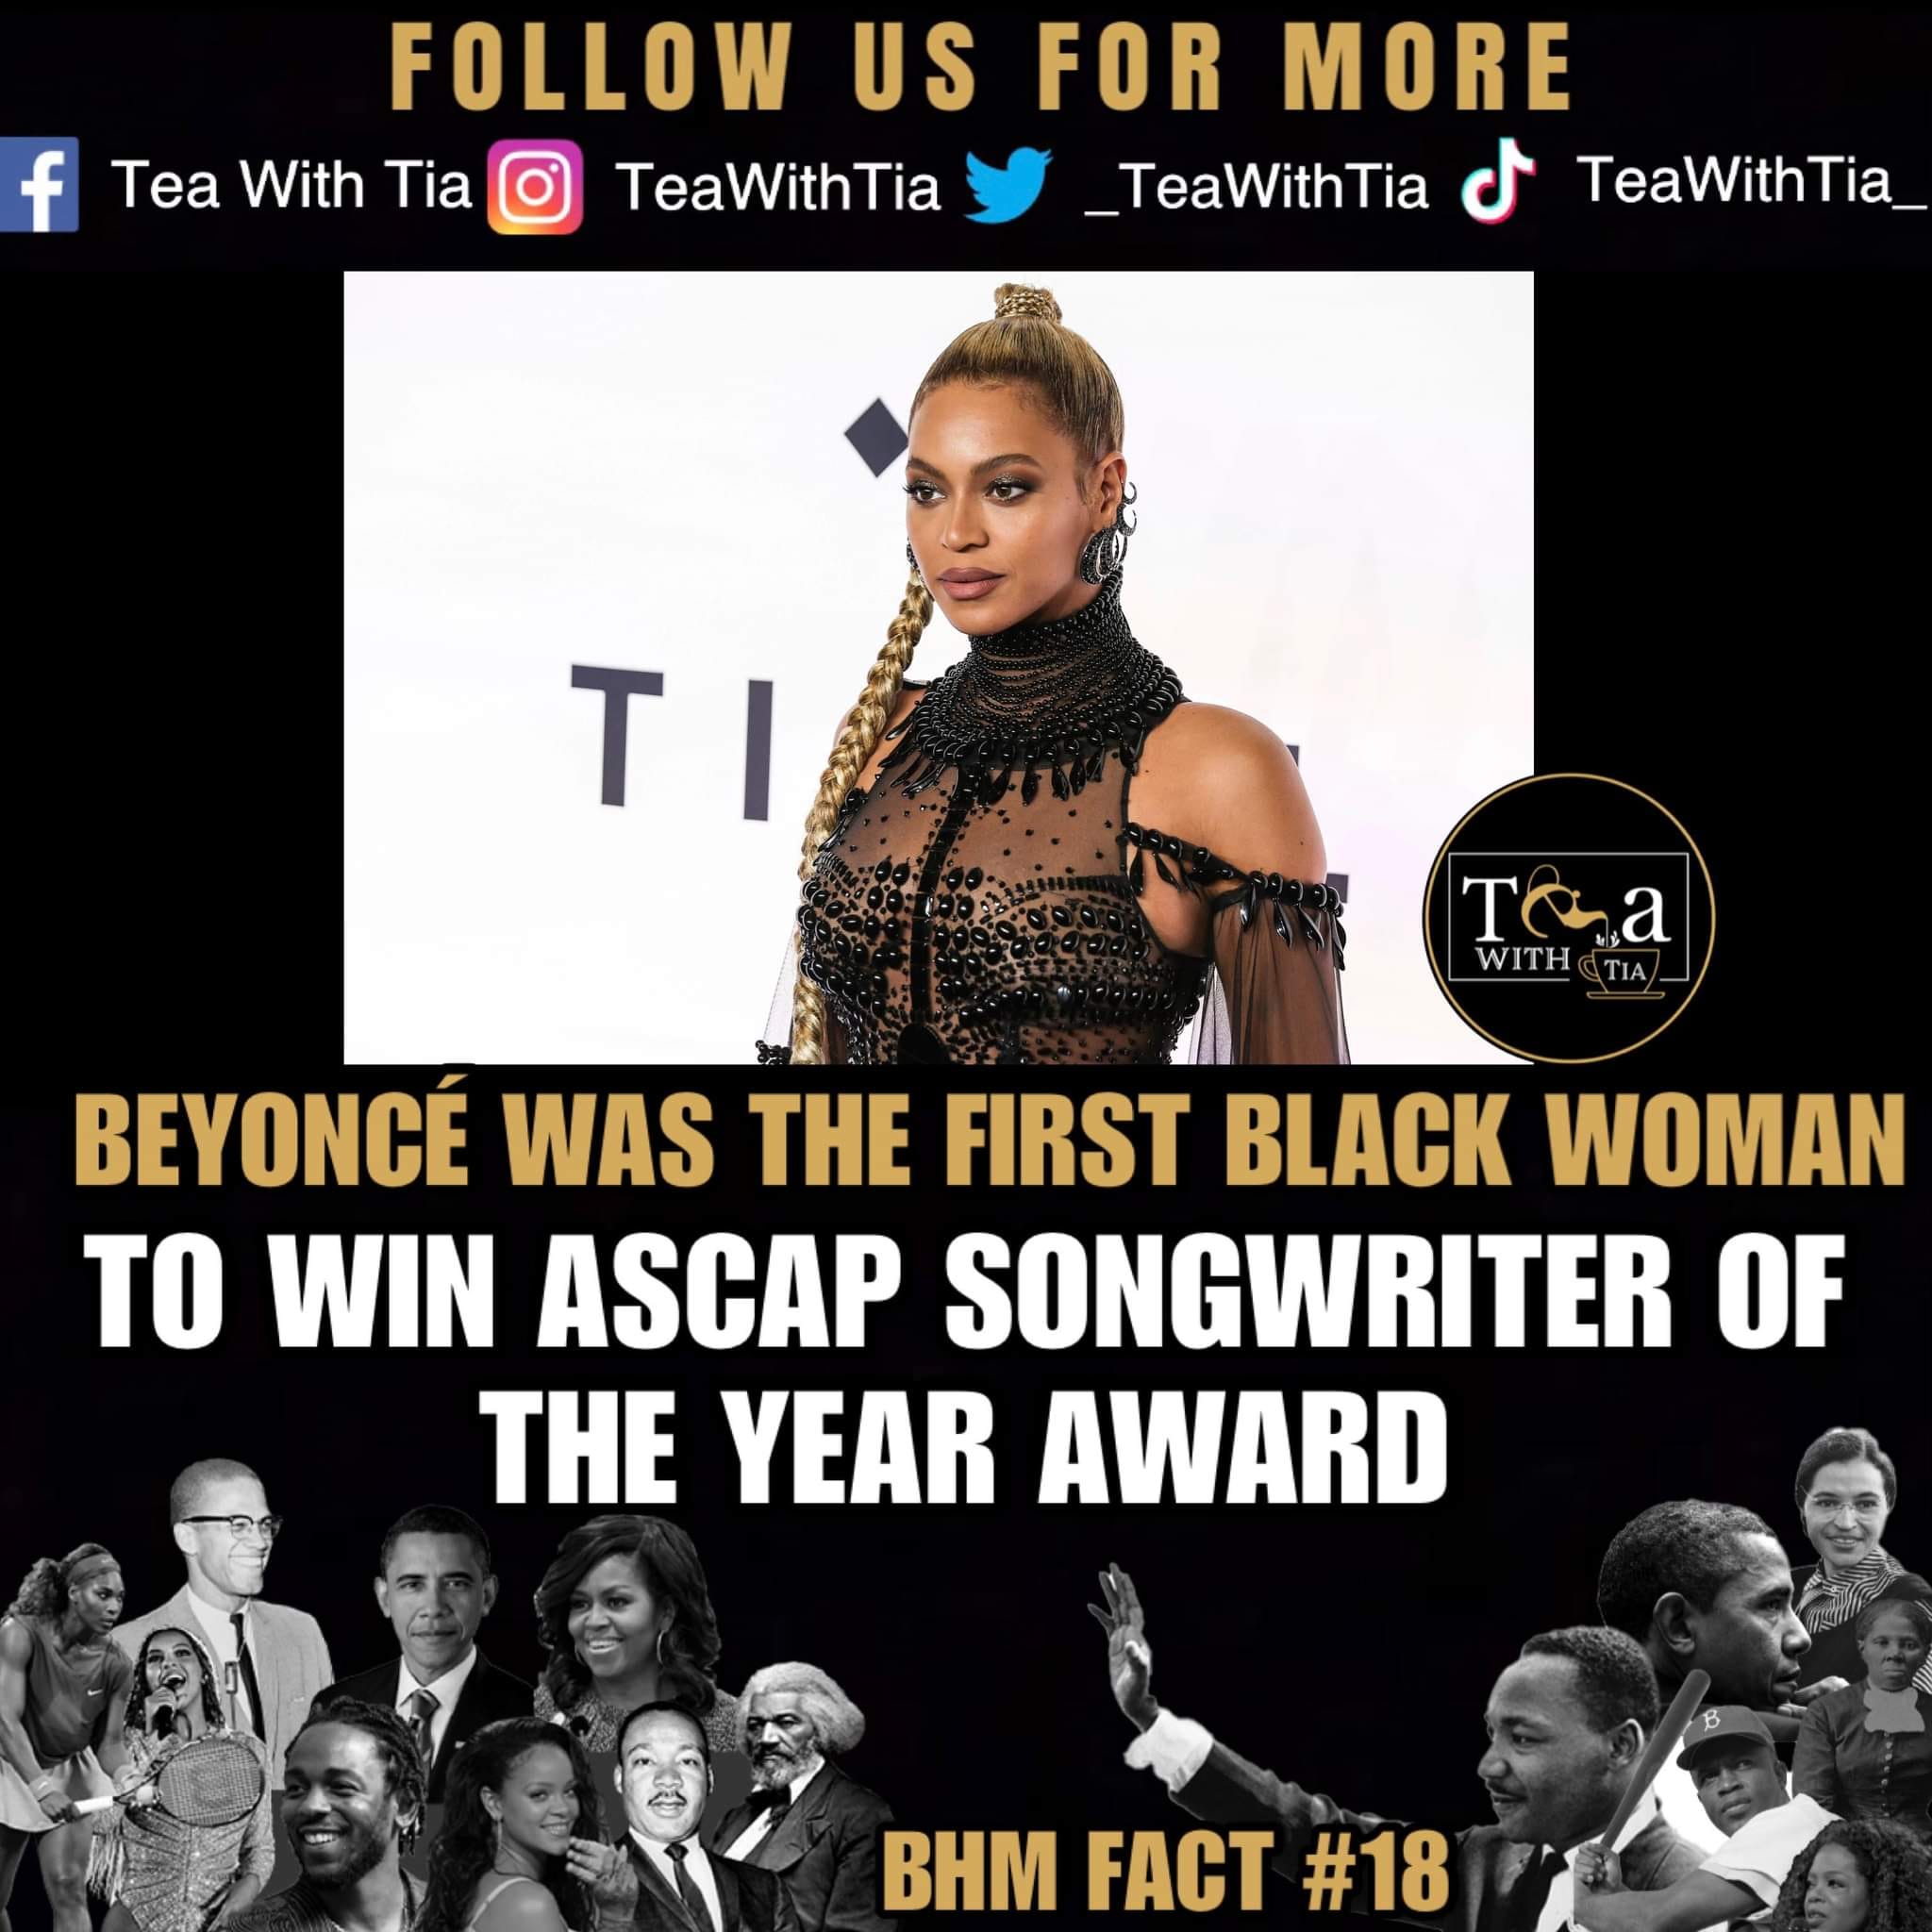 FOLLOW US FOR MORE
Tea With Tia TeaWithTia _TeaWithTia TeaWithTia_
TI
Tea
WITH TIA
BEYONCÉ WAS THE FIRST BLACK WOMAN
TO WIN ASCAP SONGWRITER OF
THE YEAR AWARD
B
BHM FACT #18